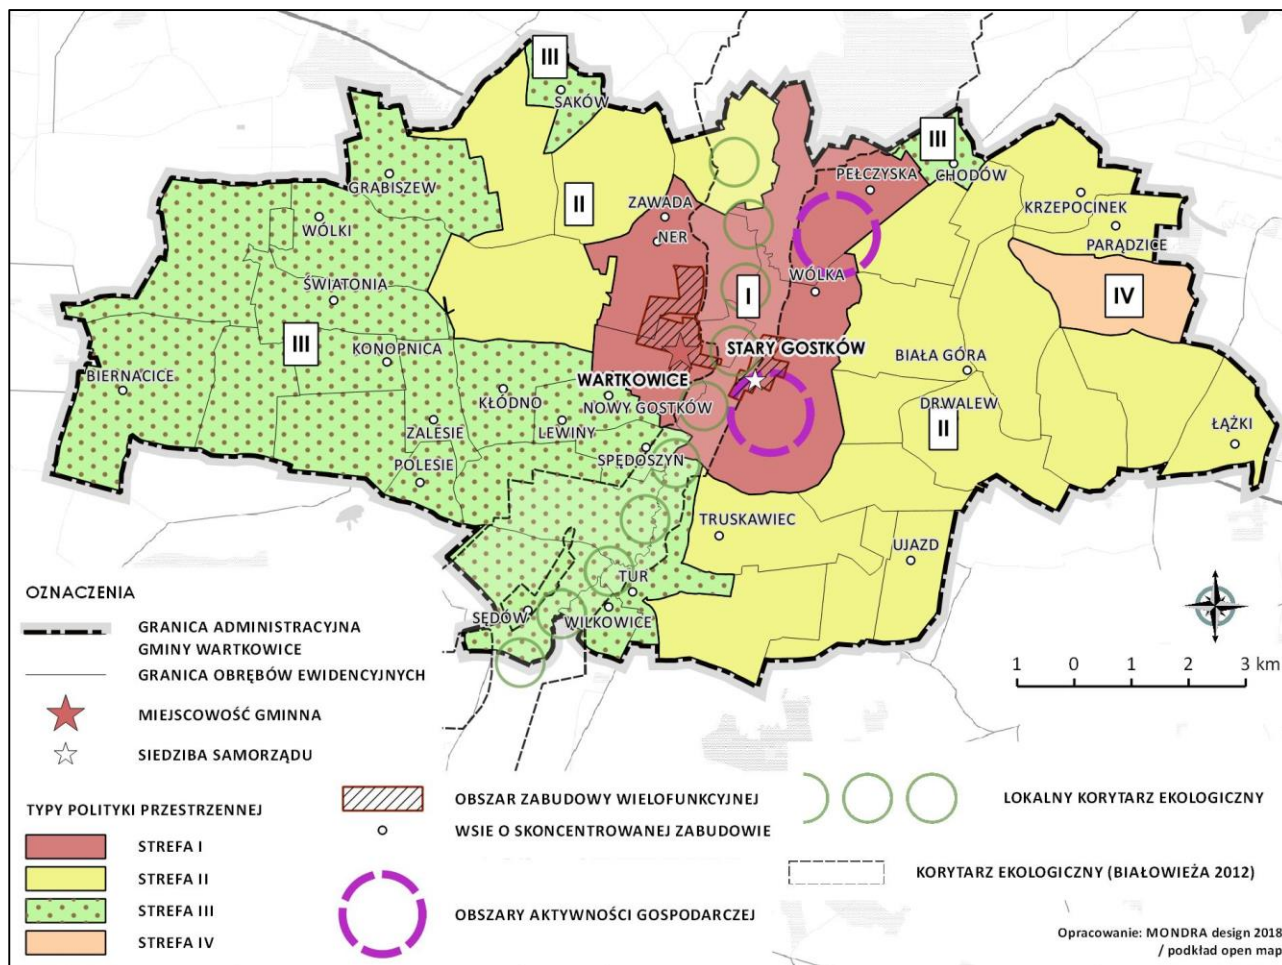 III
SAKÓW
III
CHODÓW
PEŁCZYSKA
GRABISZEW
II
ZAWADA
KRZEPOCINEK
WÓLKI
NER
PARĄDZICE
WÓLKA
ŚWIATONIA
I
IV
III
KONOPNICA
STARY GOSTKÓW
BIAŁA GÓRA
BIERNACICE
WARTKOWICE
KŁÓDNO
NOWY GOSTKÓW
DRWALEW
II
ŁĄŻKI
ZALESIE
LEWINY
POLESIE
SPĘDOSZYN
TRUSKAWIEC
UJAZD
TUR
SĘDÓW
WILKOWICE
OZNACZENIA
GRANICA ADMINISTRACYJNA
GMINY WARTKOWICE
GRANICA OBRĘBÓW EWIDENCYJNYCH
MIEJSCOWOŚĆ GMINNA
SIEDZIBA SAMORZĄDU
TYPY POLITYKI PRZESTRZENNEJ
STREFA I
STREFA II
STREFA III
STREFA IV
OBSZAR ZABUDOWY WIELOFUNKCYJNEJ
WSIE O SKONCENTROWANEJ ZABUDOWIE
OBSZARY AKTYWNOŚCI GOSPODARCZEJ
1 0 1 2 3 km
LOKALNY KORYTARZ EKOLOGICZNY
KORYTARZ EKOLOGICZNY (BIAŁOWIEŻA 2012)
Opracowanie: MONDRA design 2018
/ podkład open map